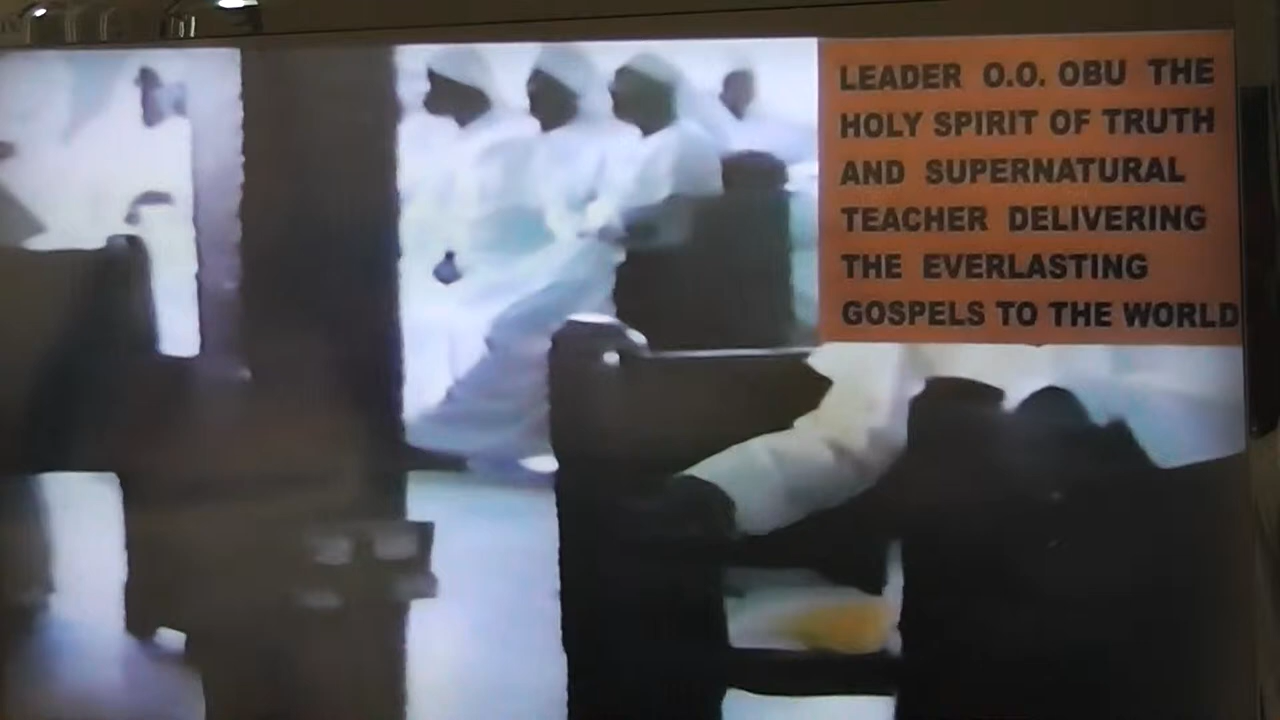 LEADER O.O. OBU THE
HOLY SPIRIT OF TRUTH
AND SUPERNATURAL
TEACHER DELIVERING
THE EVERLASTING
GOSPELS TO THE WORLD